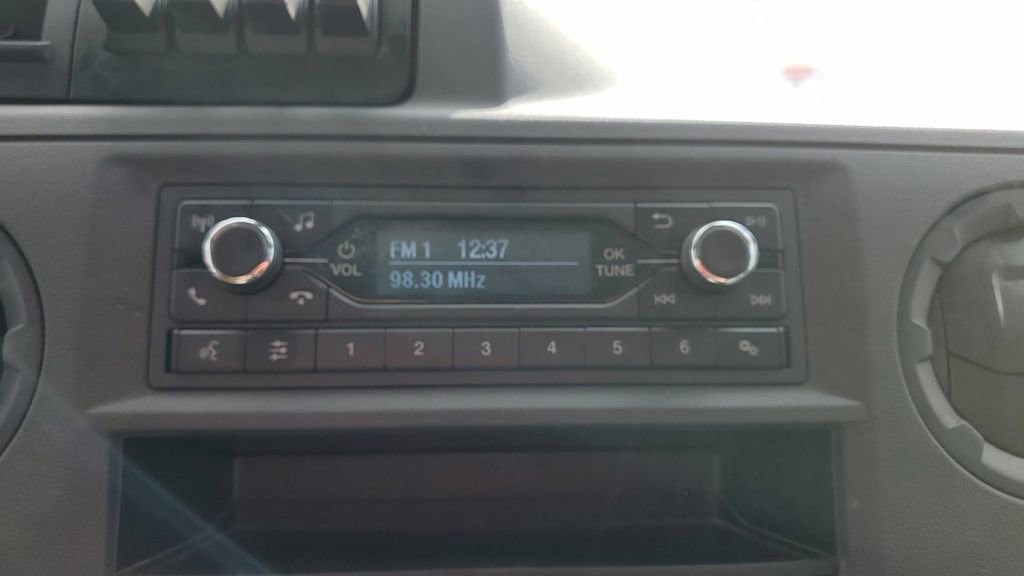 FM 1 12:37
98.30 MHz
VOL
OK
TUNE
1 2 3 4 5 6